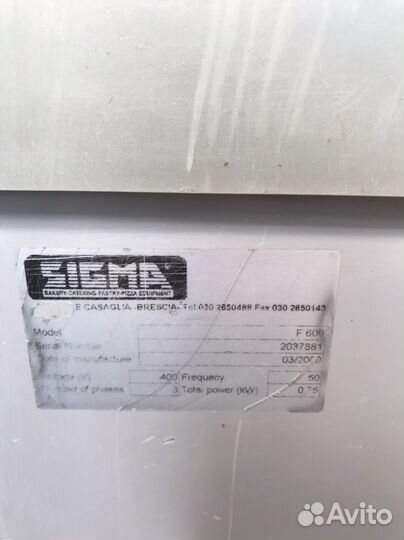 SIGMA
BAKERY-CATERING-PASTRY-PIZZA EQUIPMENT
E CASAGLIA -BRESCIA- Tel 030 2650488 Fax 030 2650143
Model F 600
Serial Number 2037881
Date of manufacture 03/2000
Voltage (V) 400 Frequecy 50
Number of phases 3 Total power (KW) 0,75
Avito